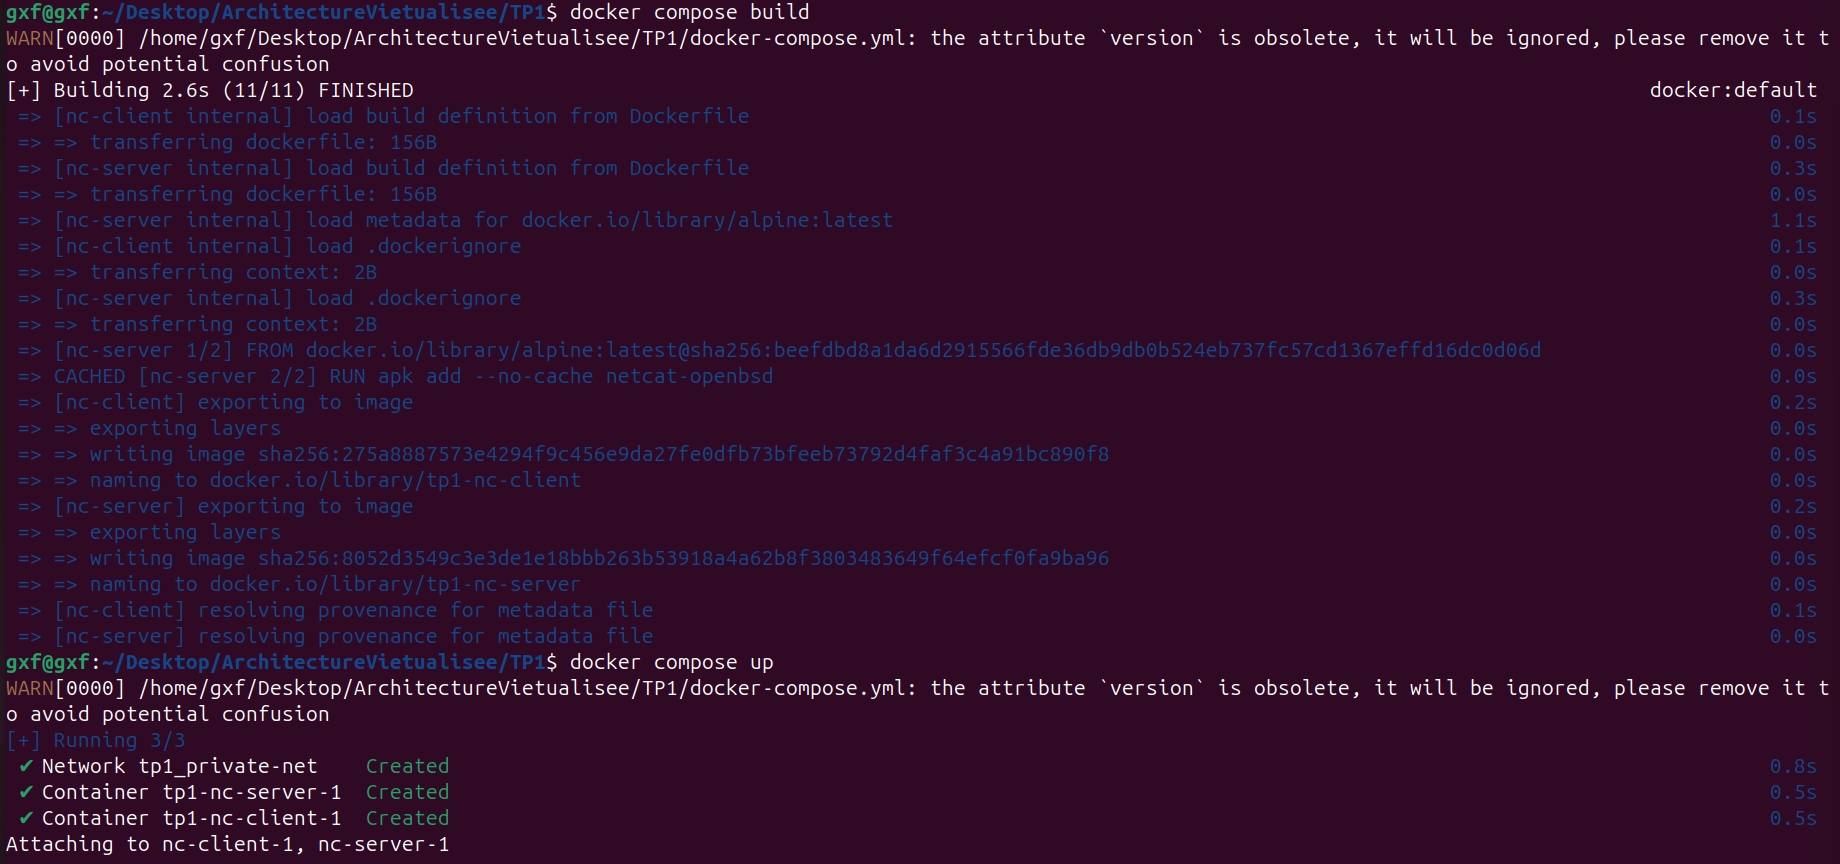 gxf@gxf:~/Desktop/ArchitectureVietualisee/TP1$ docker compose build
WARN[0000] /home/gxf/Desktop/ArchitectureVietualisee/TP1/docker-compose.yml: the attribute `version` is obsolete, it will be ignored, please remove it t
o avoid potential confusion
[+] Building 2.6s (11/11) FINISHED docker:default
=> [nc-client internal] load build definition from Dockerfile 0.1s
=> => transferring dockerfile: 156B 0.0s
=> [nc-server internal] load build definition from Dockerfile 0.3s
=> => transferring dockerfile: 156B 0.0s
=> [nc-server internal] load metadata for docker.io/library/alpine:latest 1.1s
=> [nc-client internal] load .dockerignore 0.1s
=> => transferring context: 2B 0.0s
=> [nc-server internal] load .dockerignore 0.3s
=> => transferring context: 2B 0.0s
=> [nc-server 1/2] FROM docker.io/library/alpine:latest@sha256:beefdbd8a1da6d2915566fde36db9db0b524eb737fc57cd1367effd16dc0d06d 0.0s
=> CACHED [nc-server 2/2] RUN apk add --no-cache netcat-openbsd 0.0s
=> [nc-client] exporting to image 0.2s
=> => exporting layers 0.0s
=> => writing image sha256:275a8887573e4294f9c456e9da27fe0dfb73bfeeb73792d4faf3c4a91bc890f8 0.0s
=> => naming to docker.io/library/tp1-nc-client 0.0s
=> [nc-server] exporting to image 0.2s
=> => exporting layers 0.0s
=> => writing image sha256:8052d3549c3e3de1e18bbb263b53918a4a62b8f3803483649f64efcf0fa9ba96 0.0s
=> => naming to docker.io/library/tp1-nc-server 0.0s
=> [nc-client] resolving provenance for metadata file 0.1s
=> [nc-server] resolving provenance for metadata file 0.0s
gxf@gxf:~/Desktop/ArchitectureVietualisee/TP1$ docker compose up
WARN[0000] /home/gxf/Desktop/ArchitectureVietualisee/TP1/docker-compose.yml: the attribute `version` is obsolete, it will be ignored, please remove it t
o avoid potential confusion
[+] Running 3/3
✔ Network tp1_private-net Created 0.8s
✔ Container tp1-nc-server-1 Created 0.5s
✔ Container tp1-nc-client-1 Created 0.5s
Attaching to nc-client-1, nc-server-1